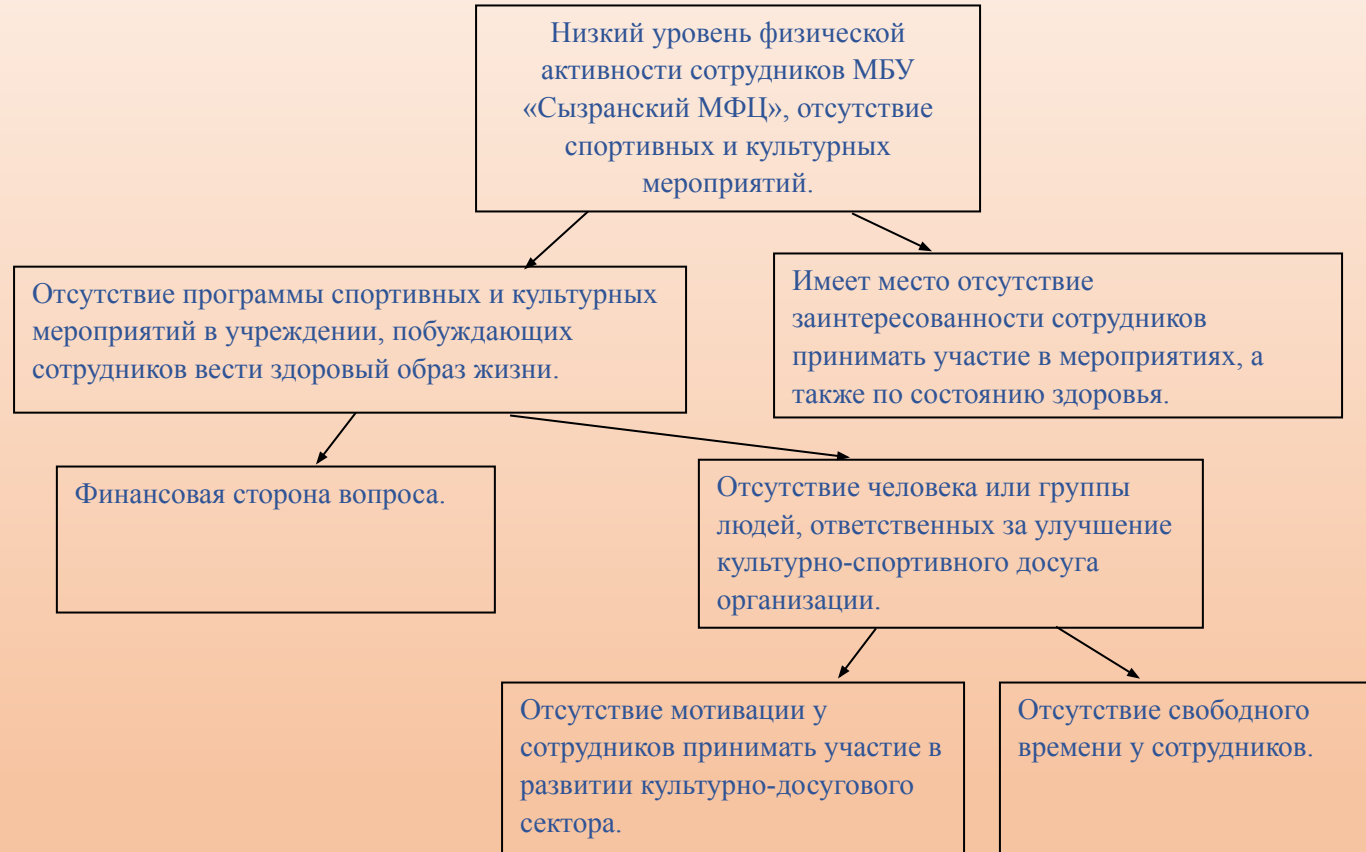 Низкий уровень физической
активности сотрудников МБУ
«Сызранский МФЦ», отсутствие
спортивных и культурных
мероприятий.
Отсутствие программы спортивных и культурных
мероприятий в учреждении, побуждающих
сотрудников вести здоровый образ жизни.
Имеет место отсутствие
заинтересованности сотрудников
принимать участие в мероприятиях, а
также по состоянию здоровья.
Финансовая сторона вопроса.
Отсутствие человека или группы
людей, ответственных за улучшение
культурно-спортивного досуга
организации.
Отсутствие мотивации у
сотрудников принимать участие в
развитии культурно-досугового
сектора.
Отсутствие свободного
времени у сотрудников.